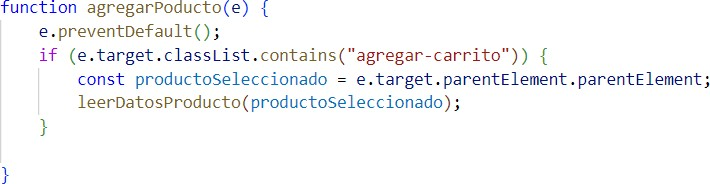 function agregarPoducto(e) {
    e.preventDefault();
    if (e.target.classList.contains("agregar-carrito")) {
        const productoSeleccionado = e.target.parentElement.parentElement;
        leerDatosProducto(productoSeleccionado);
    }
}